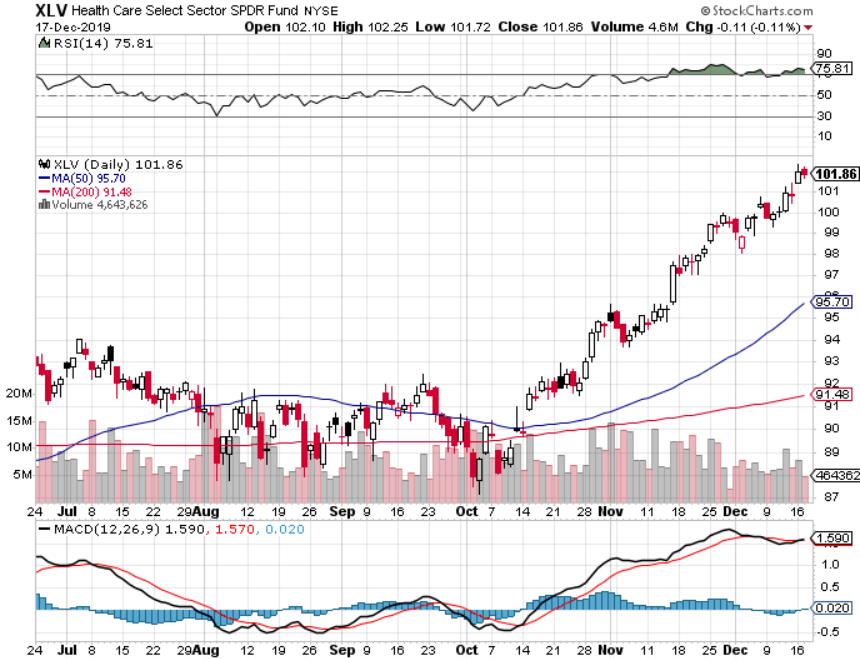 XLV Health Care Select Sector SPDR Fund NYSE
© StockCharts.com
17-Dec-2019
Open 102.10 High 102.25 Low 101.72 Close 101.86 Volume 4.6M Chg -0.11 (-0.11%)
RSI(14) 75.81
90
75.81
70
50
30
10
XLV (Daily) 101.86
MA(50) 95.70
MA(200) 91.48
Volume 4,643,626
101.86
101
100
99
98
97
96
95.70
95
94
93
92
91.48
91
90
89
464362
87
20M
15M
10M
5M
24 Jul 8 15 22 29 Aug 12 19 26 Sep 9 16 23 Oct 7 14 21 28 Nov 11 18 25 Dec 9 16
MACD(12,26,9) 1.590, 1.570, 0.020
1.590
1.0
0.5
0.020
-0.5
24 Jul 8 15 22 29 Aug 12 19 26 Sep 9 16 23 Oct 7 14 21 28 Nov 11 18 25 Dec 9 16